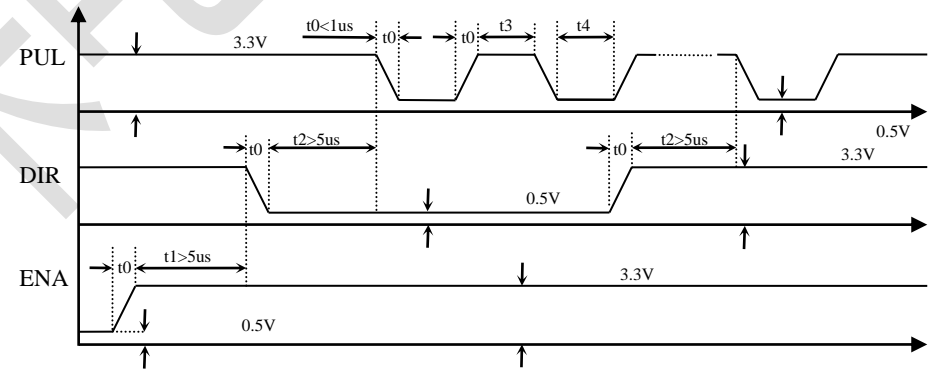 t0<1us t0 t0 t3 t4
PUL 3.3V
0.5V
t0 t2>5us t0 t2>5us 3.3V
DIR
0.5V
t0 t1>5us
ENA 3.3V
0.5V